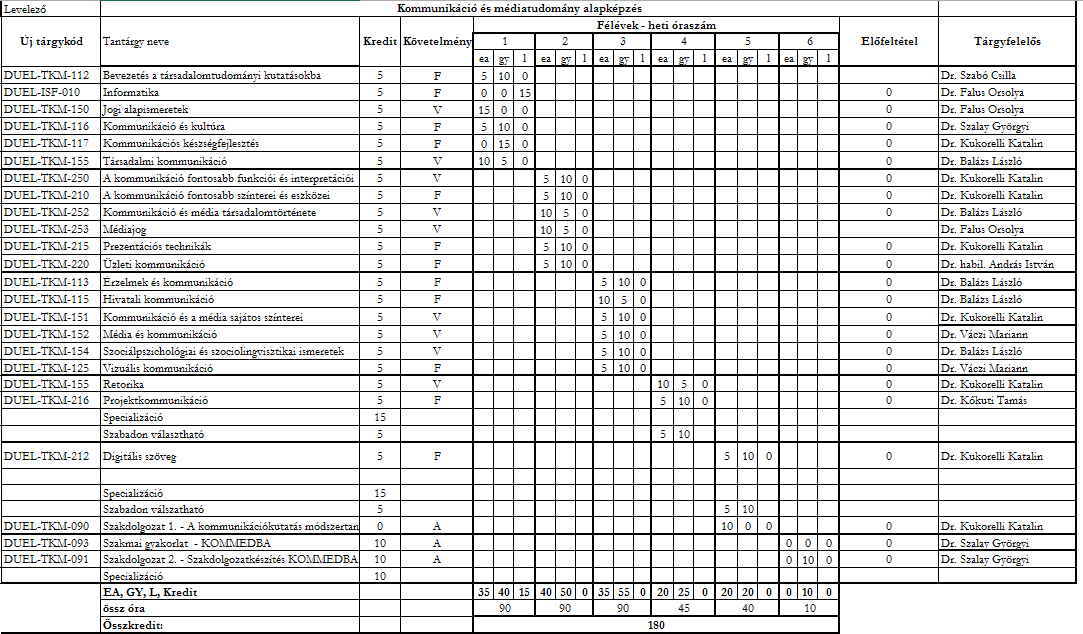 Levelező Kommunikáció és médiatudomány alapképzés
Félévek - heti óraszám
Új tárgykód Tantárgy neve Kredit Követelmény 1 2 3 4 5 6 Előfeltétel Tárgyfelelős
ea gy l ea gy l ea gy l ea gy l ea gy l ea gy l
DUEL-TKM-112 Bevezetés a társadalomtudományi kutatásokba 5 F 5 10 0 Dr. Szabó Csilla
DUEL-ISF-010 Informatika 5 F 0 0 15 0 Dr. Falus Orsolya
DUEL-TKM-150 Jogi alapismeretek 5 V 15 0 0 0 Dr. Falus Orsolya
DUEL-TKM-116 Kommunikáció és kultúra 5 F 5 10 0 0 Dr. Szalay Györgyi
DUEL-TKM-117 Kommunikációs készségfejlesztés 5 F 0 15 0 0 Dr. Kukorelli Katalin
DUEL-TKM-155 Társadalmi kommunikáció 5 V 10 5 0 0 Dr. Balázs László
DUEL-TKM-250 A kommunikáció fontosabb funkciói és interpretációi 5 V 5 10 0 0 Dr. Kukorelli Katalin
DUEL-TKM-210 A kommunikáció fontosabb színterei és eszközei 5 F 5 10 0 0 Dr. Kukorelli Katalin
DUEL-TKM-252 Kommunikáció és média társadalomtörténete 5 V 10 5 0 0 Dr. Balázs László
DUEL-TKM-253 Médiajog 5 V 10 5 0 Dr. Falus Orsolya
DUEL-TKM-215 Prezentációs technikák 5 F 5 10 0 0 Dr. Kukorelli Katalin
DUEL-TKM-220 Üzleti kommunikáció 5 F 5 10 0 0 Dr. habil. András István
DUEL-TKM-113 Érzelmek és kommunikáció 5 F 5 10 0 0 Dr. Balázs László
DUEL-TKM-115 Hivatali kommunikáció 5 F 10 5 0 0 Dr. Balázs László
DUEL-TKM-151 Kommunikáció és a média sajátos színterei 5 V 5 10 0 0 Dr. Kukorelli Katalin
DUEL-TKM-152 Média és kommunikáció 5 V 5 10 0 0 Dr. Váczi Mariann
DUEL-TKM-154 Szociálpszichológiai és szociolingvisztikai ismeretek 5 V 5 10 0 0 Dr. Balázs László
DUEL-TKM-125 Vizuális kommunikáció 5 F 5 10 0 0 Dr. Váczi Mariann
DUEL-TKM-155 Retorika 5 V 10 5 0 0 Dr. Kukorelli Katalin
DUEL-TKM-216 Projektkommunikáció 5 F 5 10 0 0 Dr. Kőkuti Tamás
Specializáció 15
Szabadon választható 5 5 10
DUEL-TKM-212 Digitális szöveg 5 F 5 10 0 0 Dr. Kukorelli Katalin
Specializáció 15
Szabadon válszatható 5 5 10
DUEL-TKM-090 Szakdolgozat 1. - A kommunikációkutatás módszertan 0 A 10 0 0 0 Dr. Kukorelli Katalin
DUEL-TKM-093 Szakmai gyakorlat - KOMMEDBA 10 A 0 0 0 0 Dr. Szalay Györgyi
DUEL-TKM-091 Szakdolgozat 2. - Szakdolgozatkészítés KOMMEDBA 10 A 0 10 0 0 Dr. Szalay Györgyi
Specializáció 10
EA, GY, L, Kredit 35 40 15 40 50 0 35 55 0 20 25 0 20 20 0 0 10 0
össz óra 90 90 90 45 40 10
Összkredit: 180